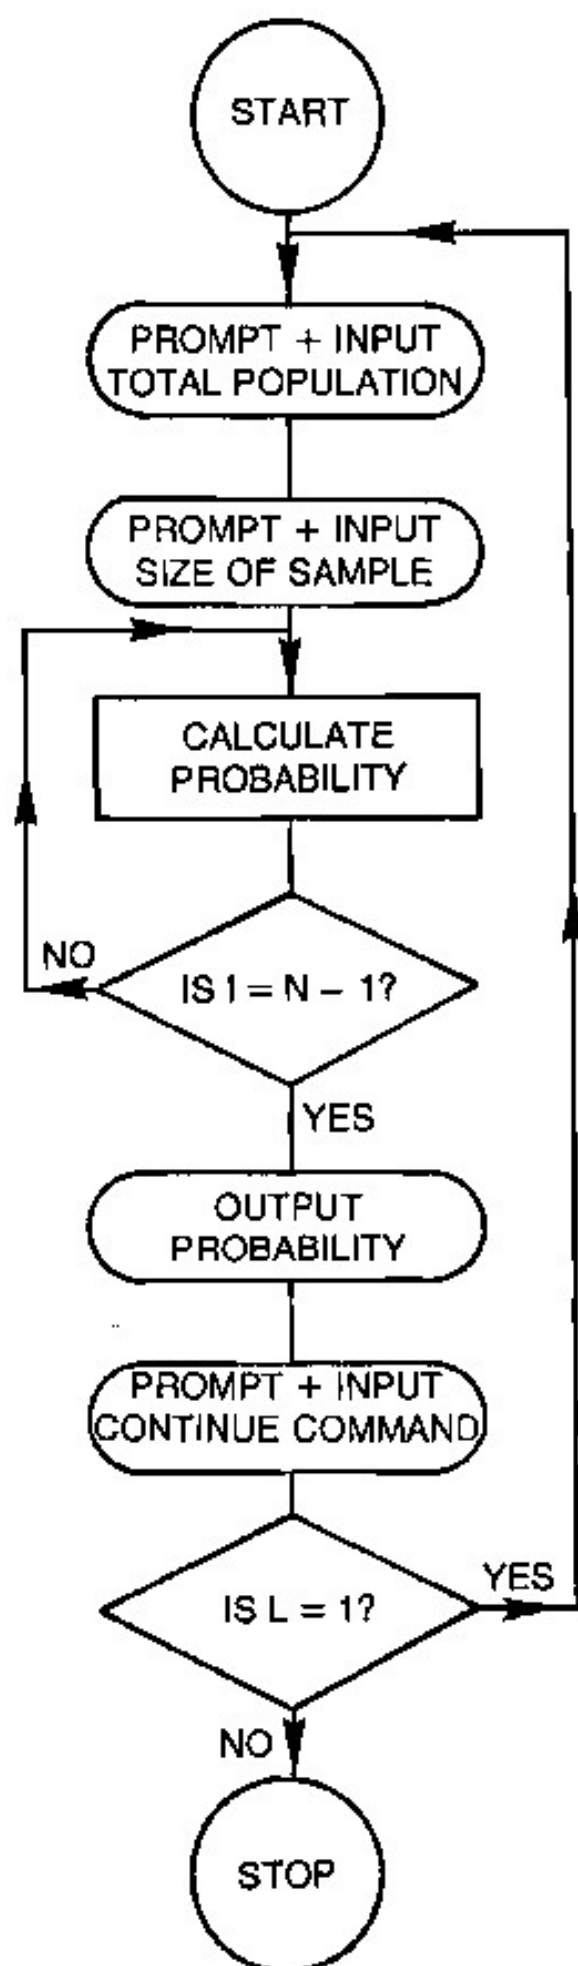 START
PROMPT + INPUT
TOTAL POPULATION
PROMPT + INPUT
SIZE OF SAMPLE
CALCULATE
PROBABILITY
NO
IS I = N – 1?
YES
OUTPUT
PROBABILITY
PROMPT + INPUT
CONTINUE COMMAND
YES
IS L = 1?
NO
STOP